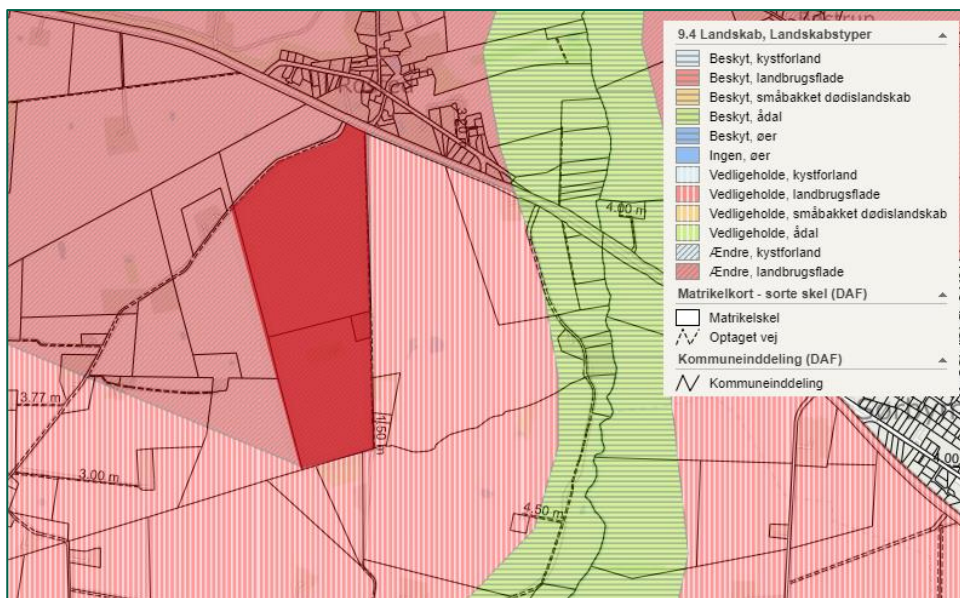 9.4 Landskab, Landskabstyper
Beskyt, kystforland
Beskyt, landbrugsflade
Beskyt, småbakket dødislandskab
Beskyt, ådal
Beskyt, øer
Ingen, øer
Vedligeholde, kystforland
Vedligeholde, landbrugsflade
Vedligeholde, småbakket dødislandskab
Vedligeholde, ådal
Ændre, kystforland
Ændre, landbrugsflade
Matrikelkort - sorte skel (DAF)
Matrikelskel
Optaget vej
Kommuneinddeling (DAF)
Kommuneinddeling
4.00 m
3.77 m
1.50 m
3.00 m
4.50 m
4.00